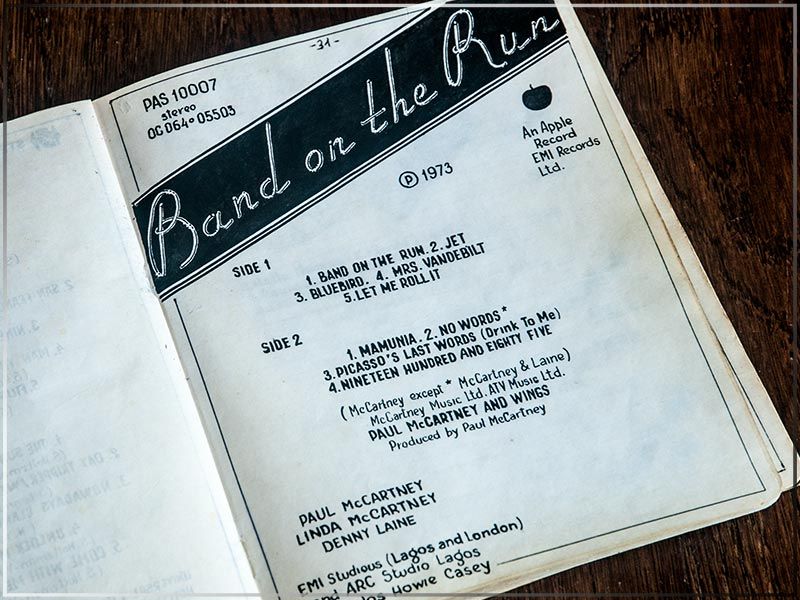 -31-
PAS 10007
stereo
OC 064o 05503
Band on the Run
An Apple
Record
EMI Records
Ltd.
Ⓟ 1973
SIDE 1
1. BAND ON THE RUN. 2. JET
3. BLUEBIRD. 4. MRS. VANDEBILT
5. LET ME ROLL IT
SIDE 2
1. MAMUNIA. 2. NO WORDS*
3. PICASSO'S LAST WORDS (Drink To Me)
4. NINETEEN HUNDRED AND EIGHTY FIVE
(McCartney except * McCartney & Laine)
McCartney Music Ltd. ATV Music Ltd.
PAUL McCARTNEY AND WINGS
Produced by Paul McCartney
PAUL McCARTNEY
LINDA McCARTNEY
DENNY LAINE
EMI Studious (Lagos and London)
and ARC Studio Lagos
Howie Casey